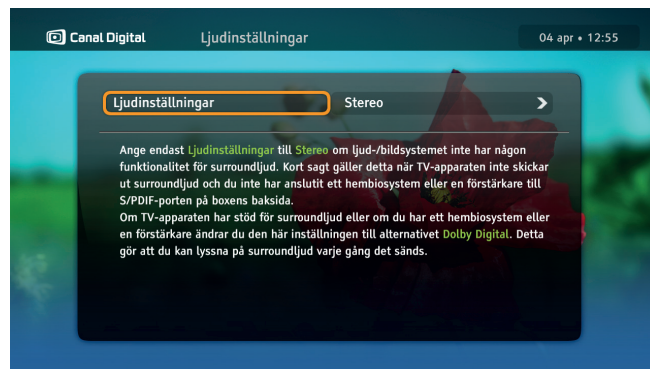 Canal Digital Ljudinställningar 04 apr • 12:55
Ljudinställningar Stereo
Ange endast Ljudinställningar till Stereo om ljud-/bildsystemet inte har någon
funktionalitet för surroundljud. Kort sagt gäller detta när TV-apparaten inte skickar
ut surroundljud och du inte har anslutit ett hembiosystem eller en förstärkare till
S/PDIF-porten på boxens baksida.
Om TV-apparaten har stöd för surroundljud eller om du har ett hembiosystem eller
en förstärkare ändrar du den här inställningen till alternativet Dolby Digital. Detta
gör att du kan lyssna på surroundljud varje gång det sänds.